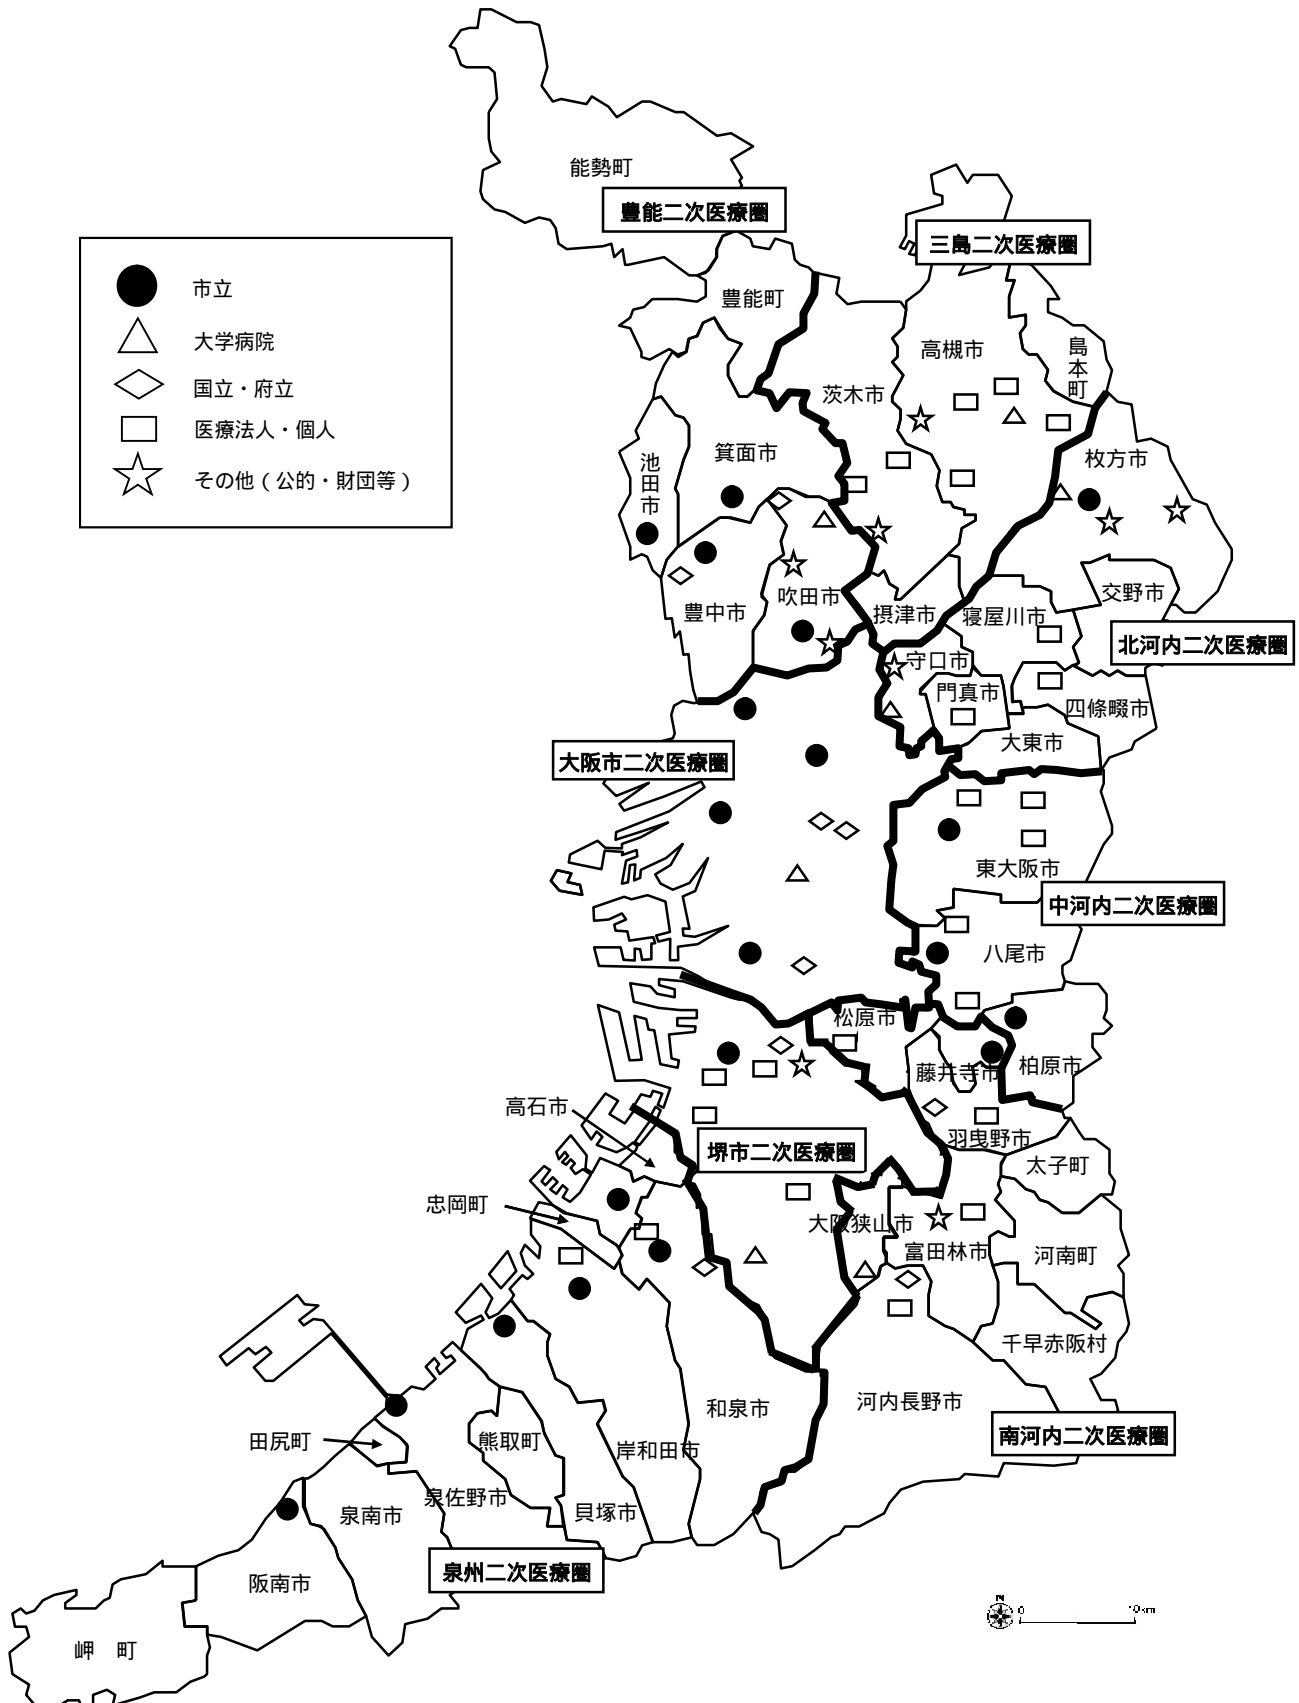 能勢町
豊能二次医療圏
三島二次医療圏
市立
大学病院
国立・府立
医療法人・個人
その他（公的・財団等）
豊能町
高槻市
島本町
茨木市
箕面市
池田市
枚方市
豊中市
吹田市
摂津市
寝屋川市
交野市
北河内二次医療圏
守口市
門真市
四條畷市
大東市
大阪市二次医療圏
東大阪市
中河内二次医療圏
八尾市
松原市
藤井寺市
柏原市
高石市
羽曳野市
堺市二次医療圏
太子町
忠岡町
大阪狭山市
富田林市
河南町
千早赤阪村
和泉市
河内長野市
南河内二次医療圏
田尻町
熊取町
岸和田市
泉佐野市
貝塚市
泉南市
泉州二次医療圏
阪南市
岬 町
N
0
10km